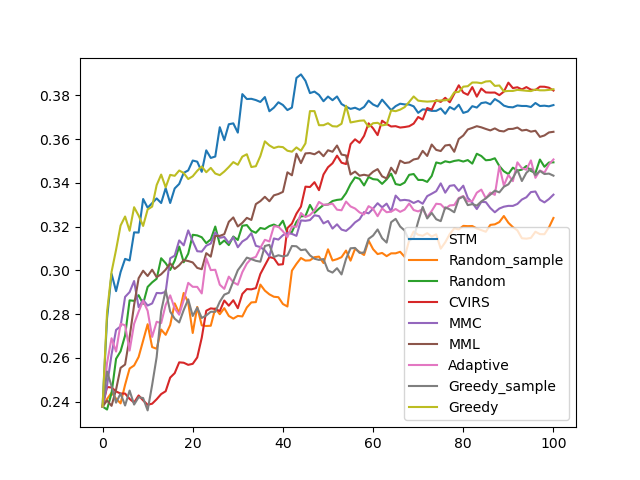 0.38
0.36
0.34
0.32
0.30
0.28
0.26
0.24
0
20
40
60
80
100
STM
Random_sample
Random
CVIRS
MMC
MML
Adaptive
Greedy_sample
Greedy